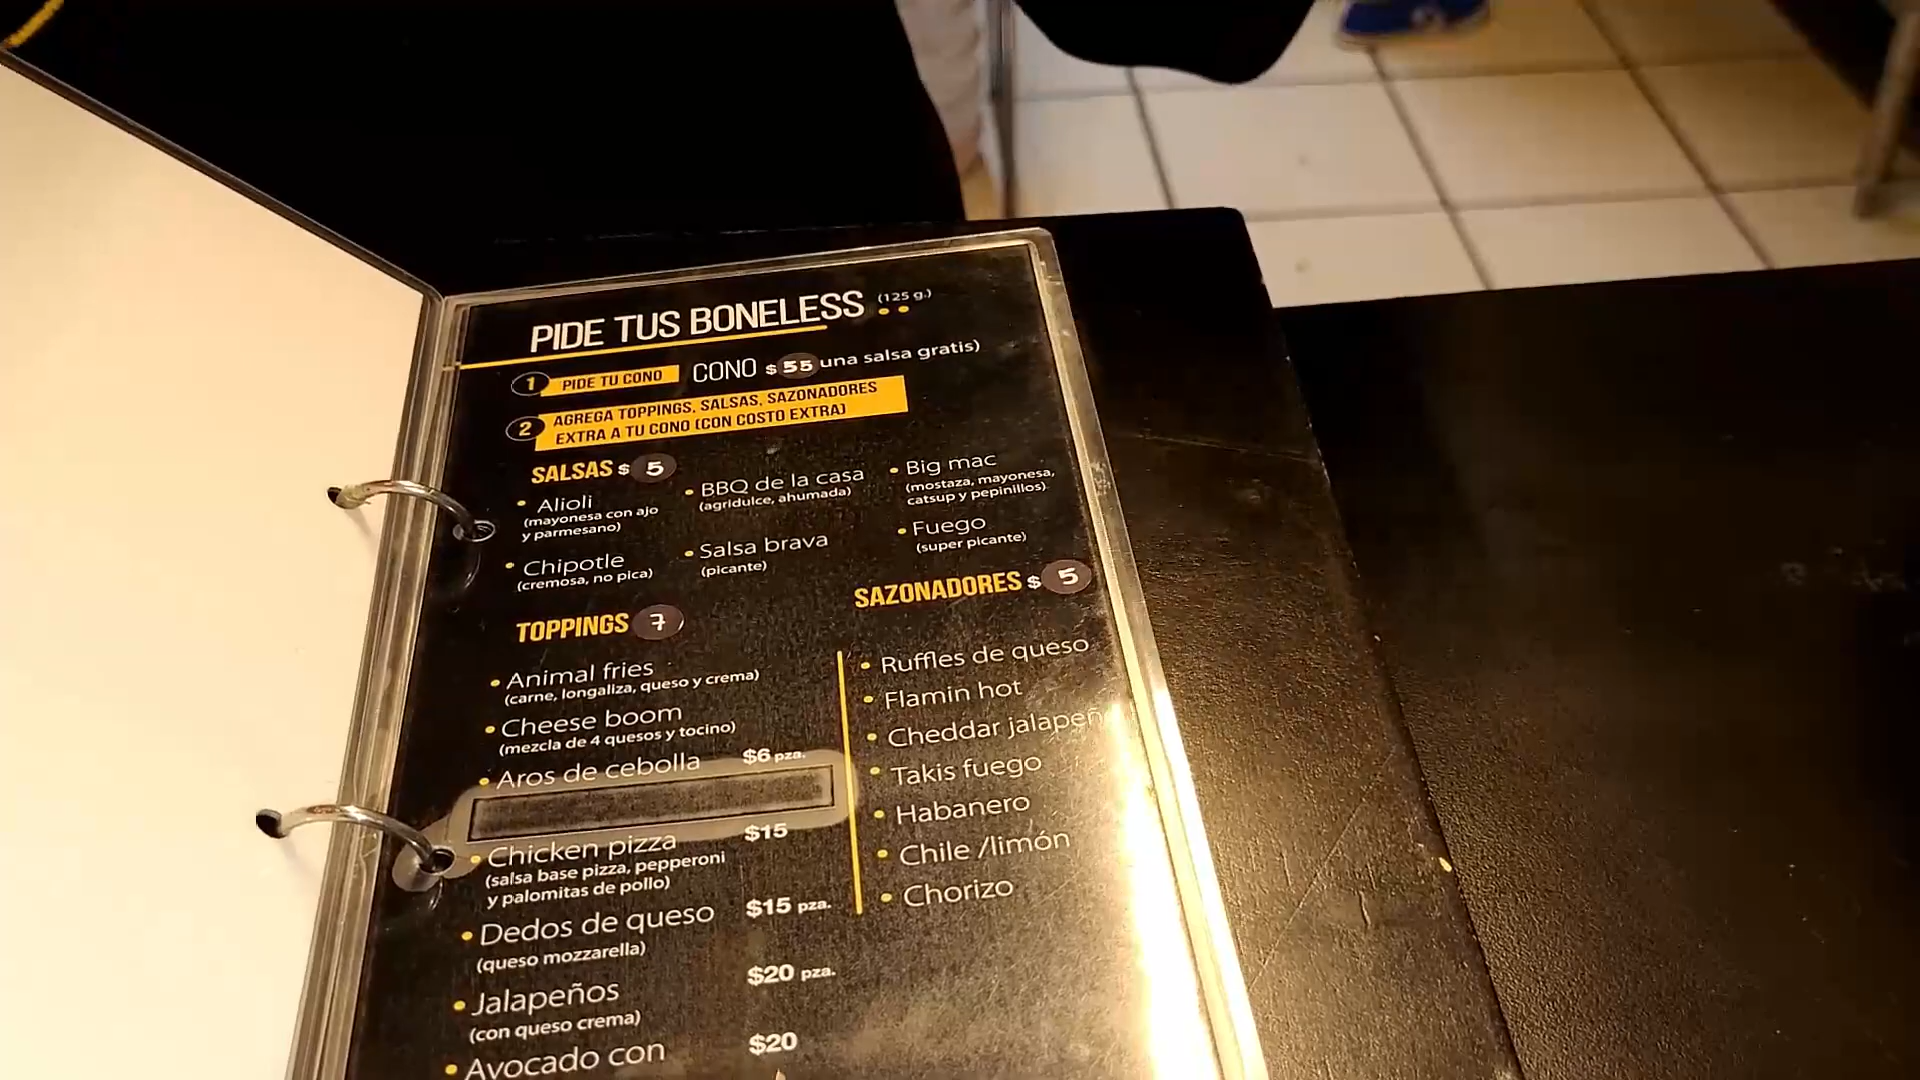 PIDE TUS BONELESS (125 g.)
1 PIDE TU CONO CONO $55 una salsa gratis)
2 AGREGA TOPPINGS, SALSAS, SAZONADORES
EXTRA A TU CONO (CON COSTO EXTRA)
SALSAS $5
• Alioli
(mayonesa con ajo
y parmesano)
• Chipotle
(cremosa, no pica)
• BBQ de la casa
(agridulce, ahumada)
• Salsa brava
(picante)
• Big mac
(mostaza, mayonesa,
catsup y pepinillos).
• Fuego
(super picante)
TOPPINGS 7
• Animal fries
(carne, longaliza, queso y crema)
• Cheese boom
(mezcla de 4 quesos y tocino)
• Aros de cebolla $6 pza.
• Chicken pizza $15
(salsa base pizza, pepperoni
y palomitas de pollo)
• Dedos de queso $15 pza.
(queso mozzarella)
• Jalapeños $20 pza.
(con queso crema)
• Avocado con $20
SAZONADORES $5
• Ruffles de queso
• Flamin hot
• Cheddar jalapeñ
• Takis fuego
• Habanero
• Chile /limón
• Chorizo